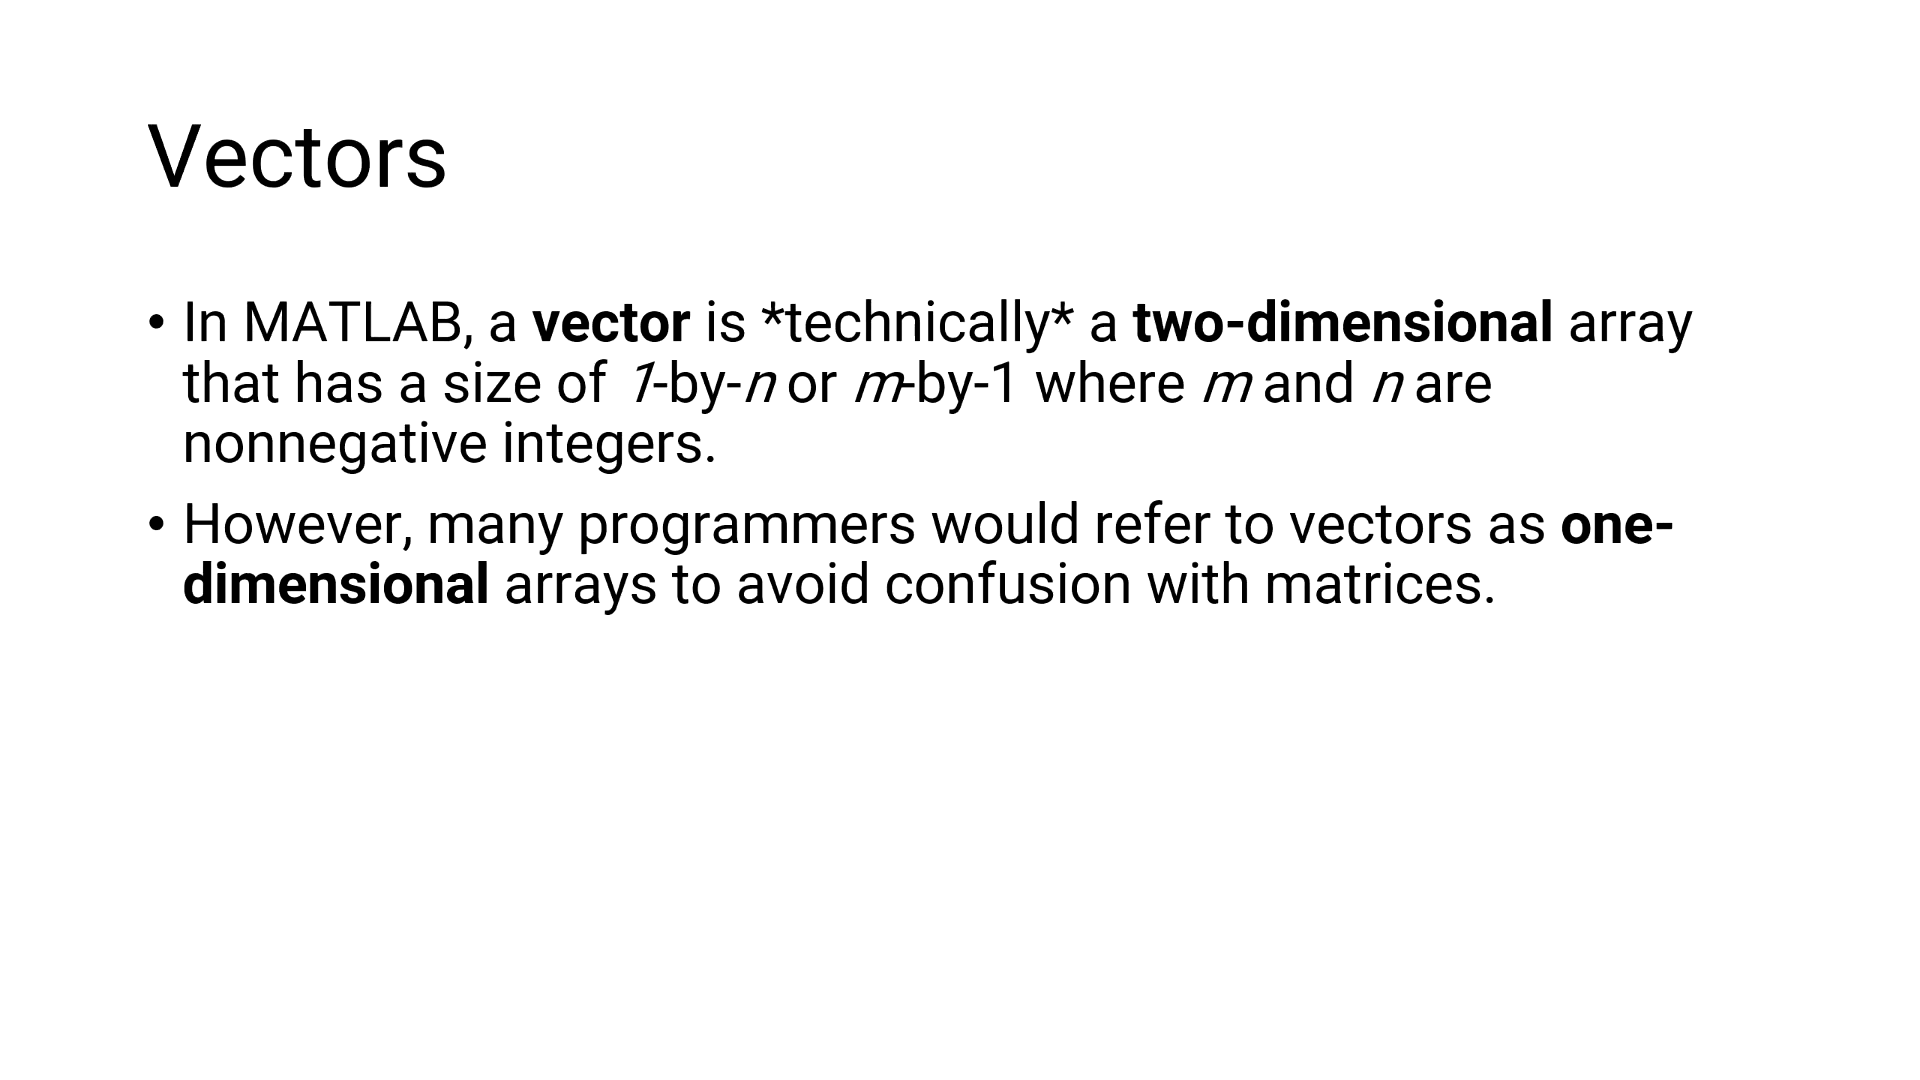 Vectors
• In MATLAB, a vector is *technically* a two-dimensional array
that has a size of 1-by-n or m-by-1 where m and n are
nonnegative integers.
• However, many programmers would refer to vectors as one-
dimensional arrays to avoid confusion with matrices.